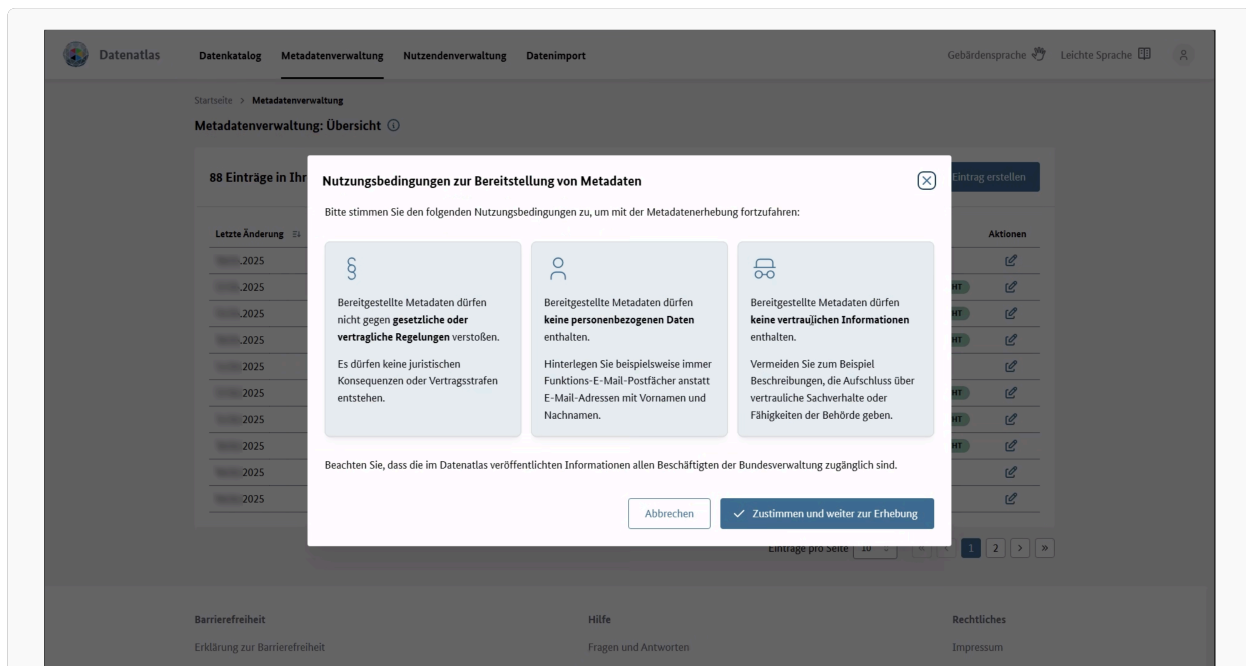 Datenatlas
Datenkatalog Metadatenverwaltung Nutzendenverwaltung Datenimport
Gebärdensprache Leichte Sprache
Startseite > Metadatenverwaltung
Metadatenverwaltung: Übersicht
88 Einträge in Ihr
Eintrag erstellen
Letzte Änderung
Aktionen
.2025
.2025
HT
.2025
HT
.2025
HT
2025
2025
HT
2025
HT
2025
HT
2025
2025
Nutzungsbedingungen zur Bereitstellung von Metadaten
Bitte stimmen Sie den folgenden Nutzungsbedingungen zu, um mit der Metadatenerhebung fortzufahren:
§
Bereitgestellte Metadaten dürfen
nicht gegen gesetzliche oder
vertragliche Regelungen verstoßen.
Es dürfen keine juristischen
Konsequenzen oder Vertragsstrafen
entstehen.
Bereitgestellte Metadaten dürfen
keine personenbezogenen Daten
enthalten.
Hinterlegen Sie beispielsweise immer
Funktions-E-Mail-Postfächer anstatt
E-Mail-Adressen mit Vornamen und
Nachnamen.
Bereitgestellte Metadaten dürfen
keine vertraulichen Informationen
enthalten.
Vermeiden Sie zum Beispiel
Beschreibungen, die Aufschluss über
vertrauliche Sachverhalte oder
Fähigkeiten der Behörde geben.
Beachten Sie, dass die im Datenatlas veröffentlichten Informationen allen Beschäftigten der Bundesverwaltung zugänglich sind.
Abbrechen
Zustimmen und weiter zur Erhebung
Einträge pro Seite 10 « < 1 2 > »
Barrierefreiheit
Erklärung zur Barrierefreiheit
Hilfe
Fragen und Antworten
Rechtliches
Impressum